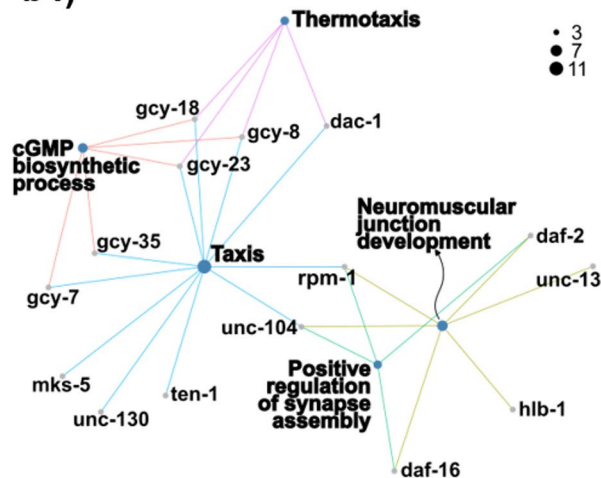 Thermotaxis
3
7
11
gcy-18
dac-1
gcy-8
cGMP
biosynthetic
process
gcy-23
Neuromuscular
junction
development
daf-2
gcy-35
Taxis
rpm-1
unc-13
gcy-7
unc-104
Positive
regulation
of synapse
assembly
mks-5
ten-1
unc-130
hlb-1
daf-16